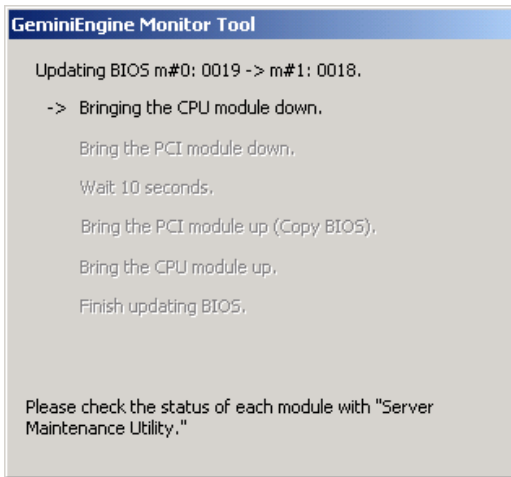 GeminiEngine Monitor Tool
Updating BIOS m#0: 0019 -> m#1: 0018.
-> Bringing the CPU module down.
Bring the PCI module down.
Wait 10 seconds.
Bring the PCI module up (Copy BIOS).
Bring the CPU module up.
Finish updating BIOS.
Please check the status of each module with "Server
Maintenance Utility."